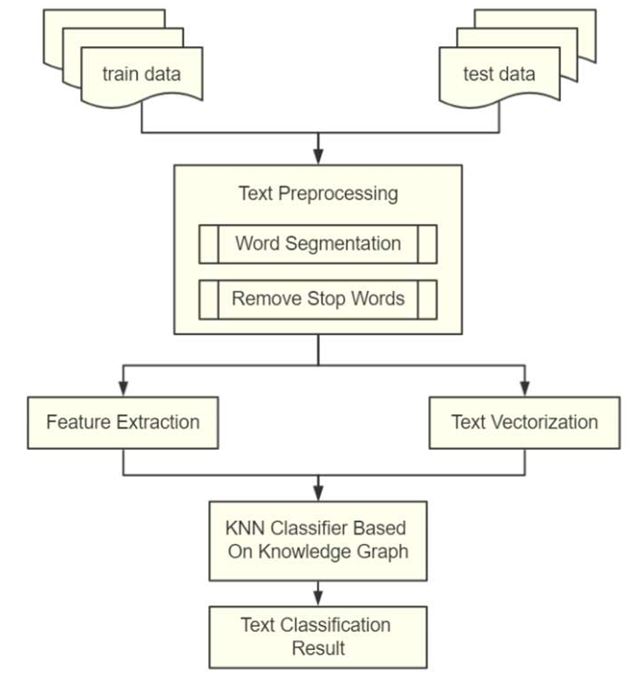 train data
test data
Text Preprocessing
Word Segmentation
Remove Stop Words
Feature Extraction
Text Vectorization
KNN Classifier Based
On Knowledge Graph
Text Classification
Result